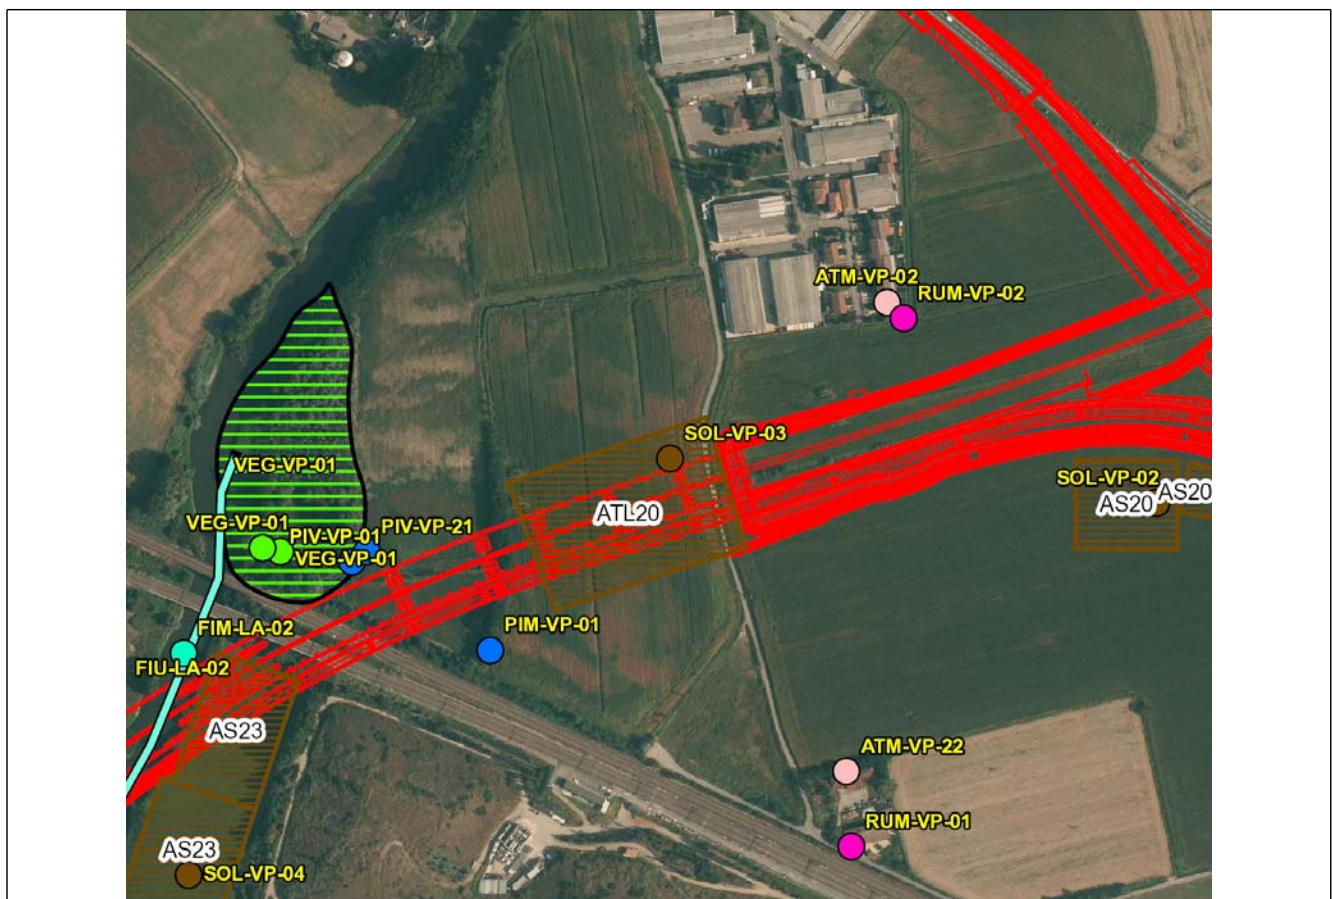 ATM-VP-02
RUM-VP-02
SOL-VP-03
VEG-VP-01
SOL-VP-02
AS20
AS20
ATL20
VEG-VP-01
PIV-VP-21
PIV-VP-01
VEG-VP-01
FIM-LA-02
PIM-VP-01
FIU-LA-02
AS23
ATM-VP-22
RUM-VP-01
AS23
SOL-VP-04